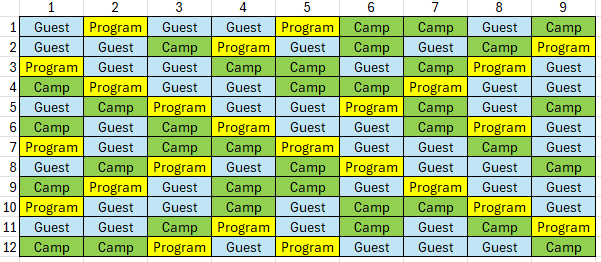 1 2 3 4 5 6 7 8 9
1 Guest Program Guest Guest Program Camp Camp Guest Camp
2 Guest Guest Camp Program Guest Camp Guest Camp Program
3 Program Guest Guest Camp Camp Guest Camp Program Guest
4 Camp Program Guest Guest Camp Camp Program Guest Guest
5 Guest Camp Program Guest Guest Program Camp Guest Camp
6 Camp Guest Camp Program Guest Guest Camp Program Guest
7 Program Guest Camp Camp Program Guest Guest Camp Guest
8 Guest Camp Program Guest Camp Program Guest Guest Camp
9 Camp Program Guest Camp Camp Guest Program Guest Guest
10 Program Guest Guest Camp Guest Camp Camp Program Guest
11 Guest Guest Camp Program Guest Camp Guest Camp Program
12 Camp Camp Program Guest Program Guest Guest Guest Camp